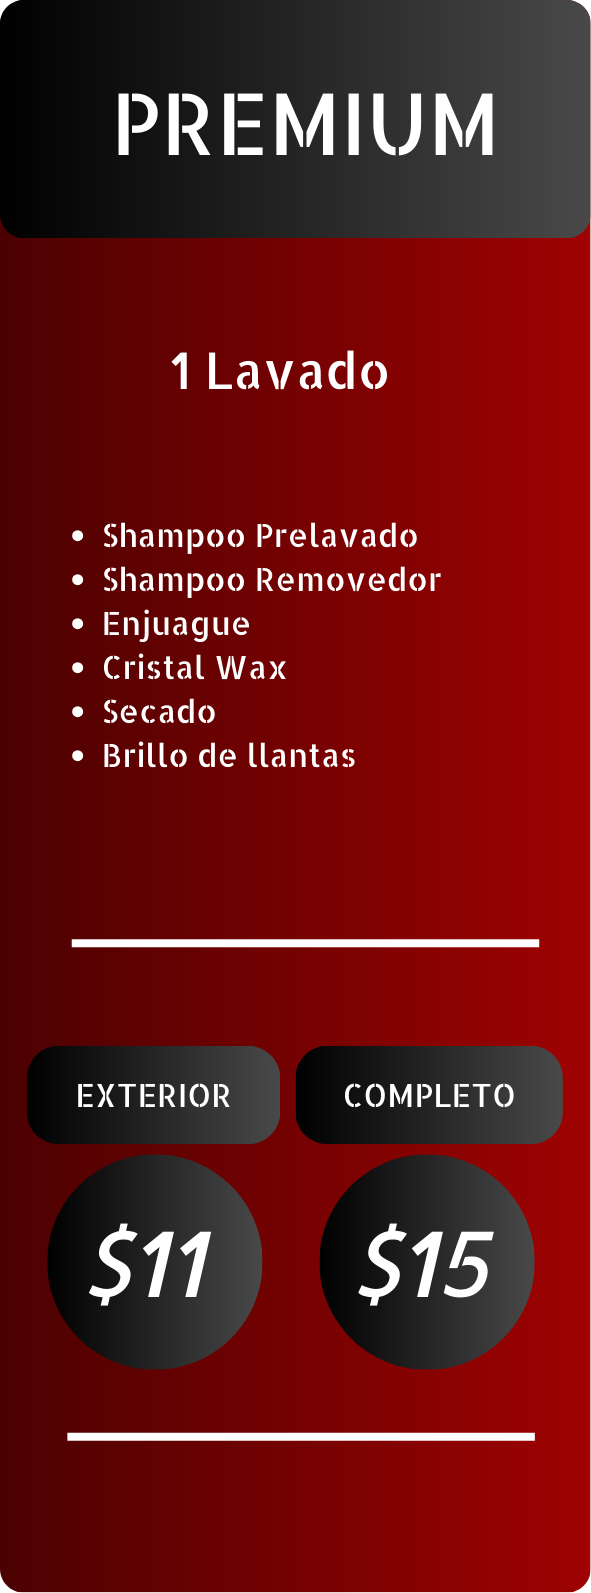 PREMIUM
1 Lavado
• Shampoo Prelavado
• Shampoo Removedor
• Enjuague
• Cristal Wax
• Secado
• Brillo de llantas
EXTERIOR
COMPLETO
$11
$15